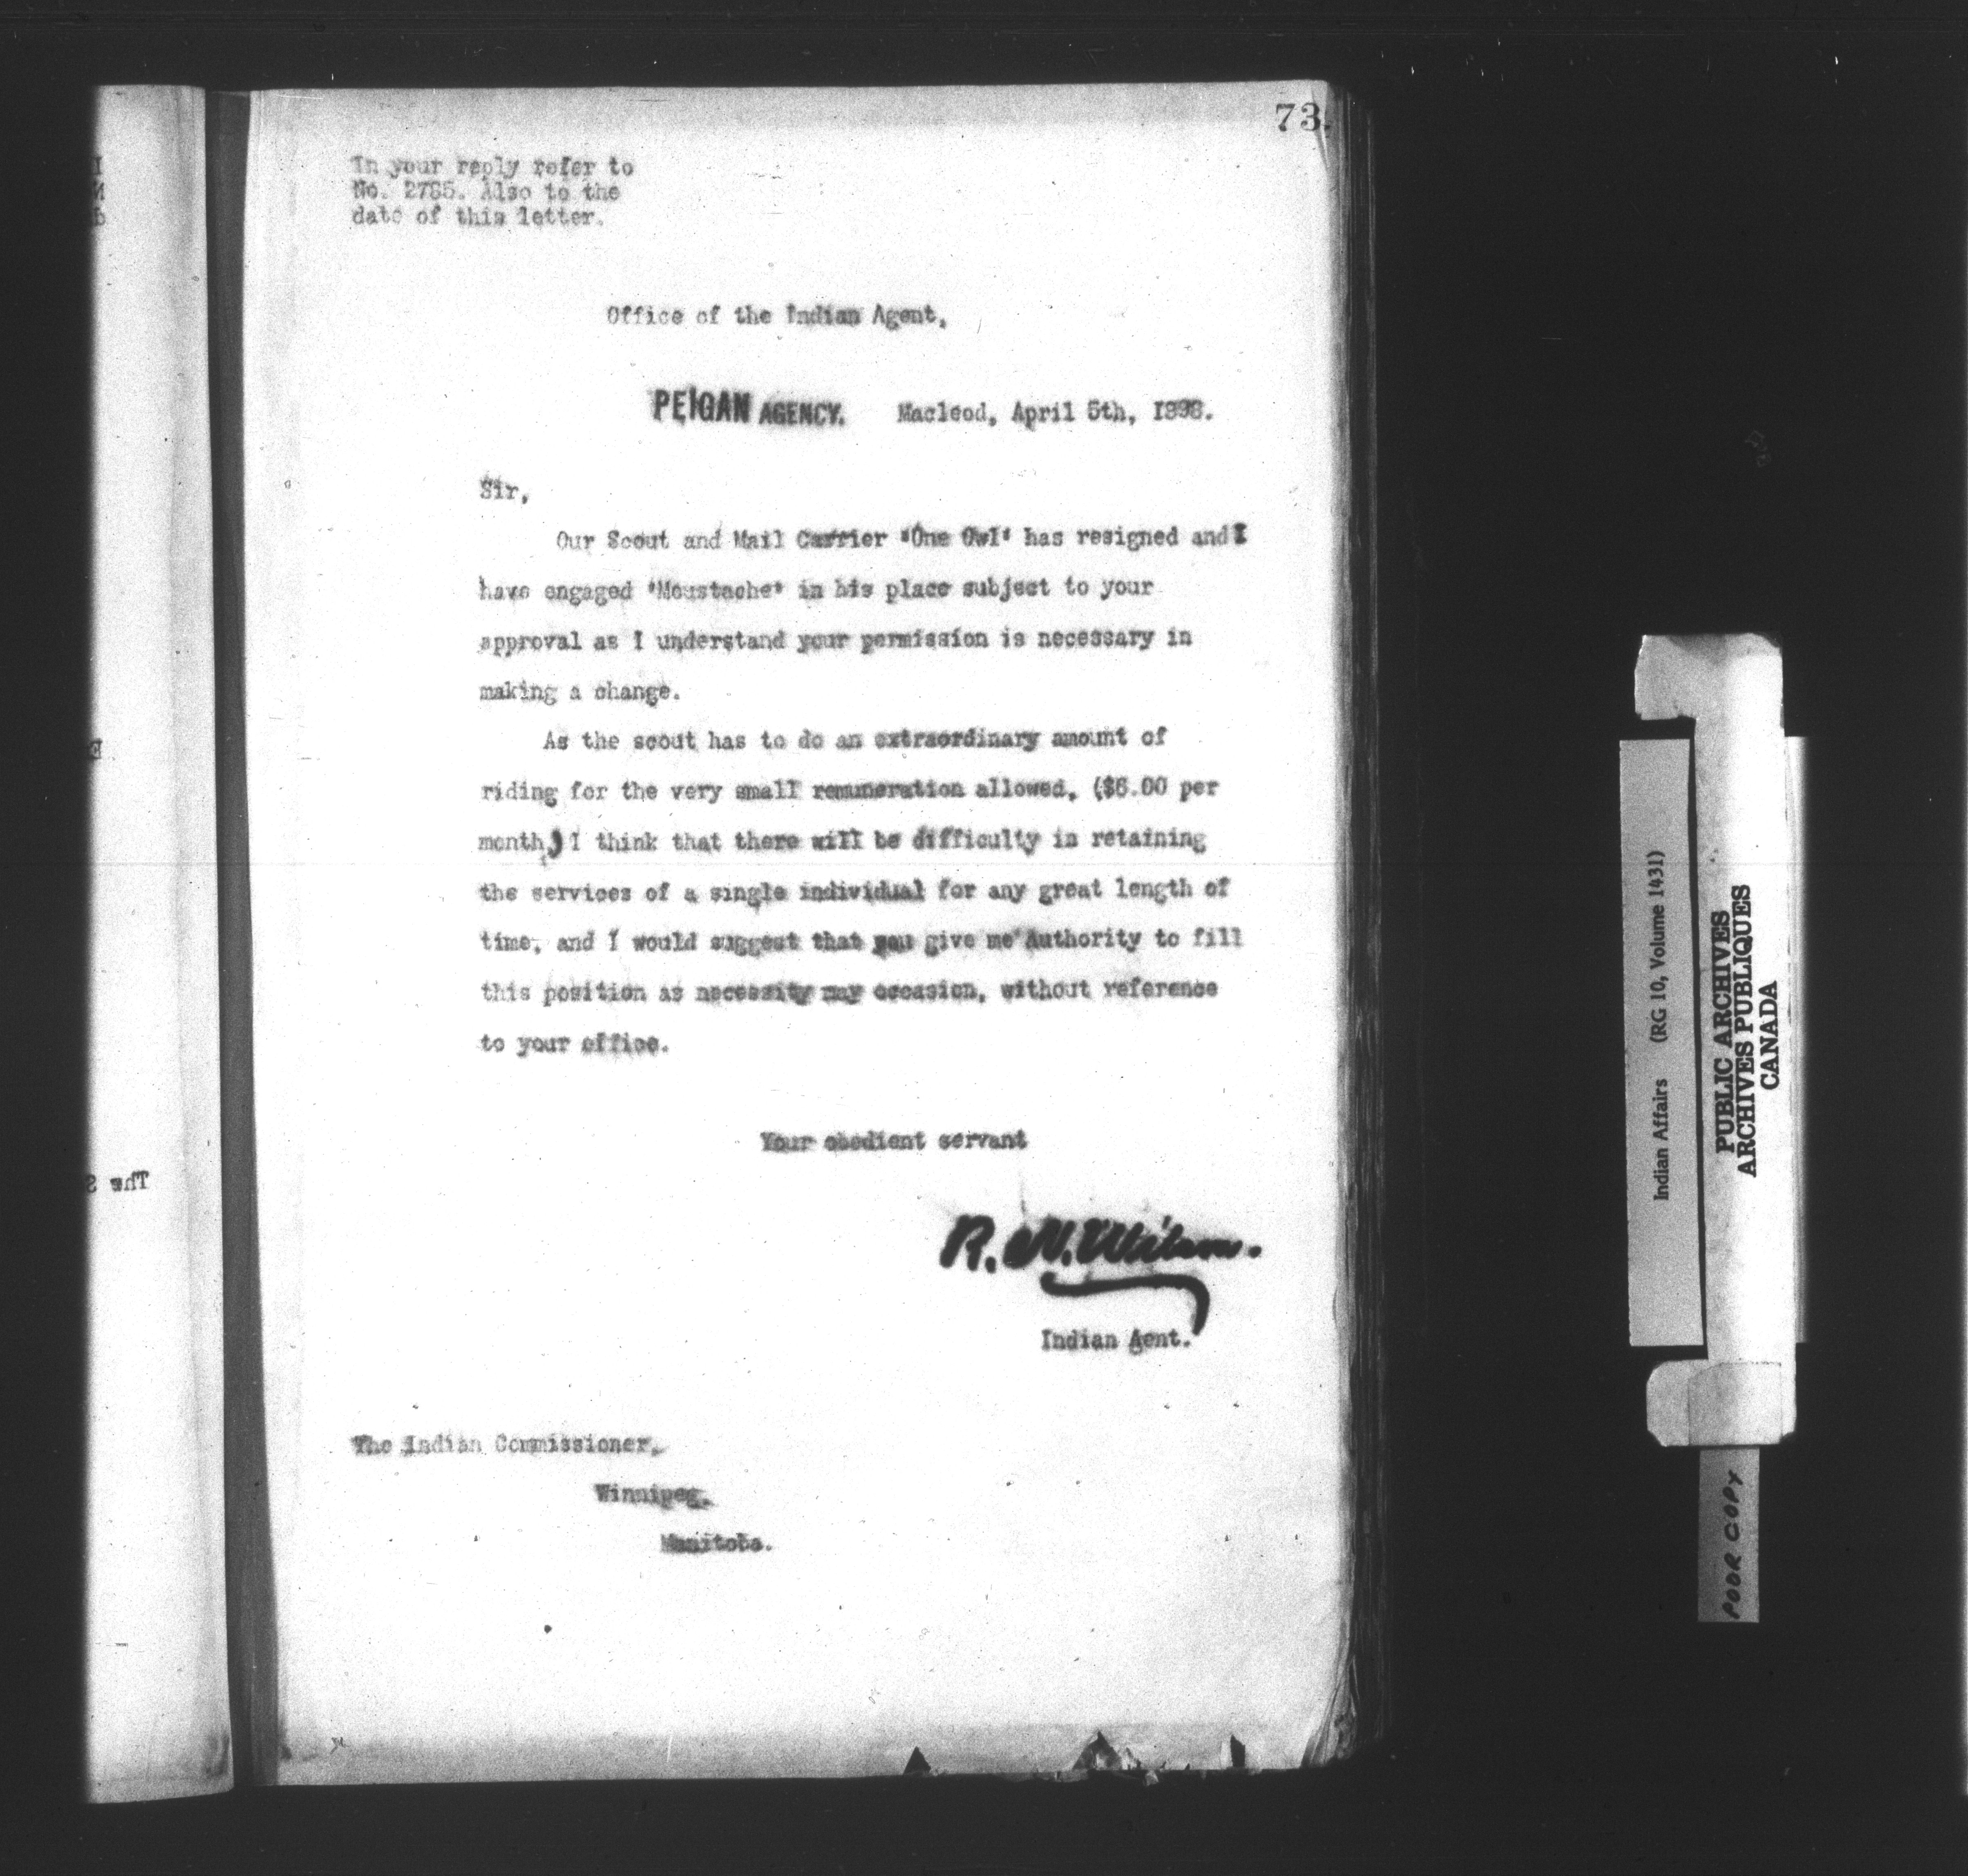 73.
In your reply refer to
No. 2785. Also to the
date of this letter.
Office of the Indian Agent,
PEIGAN AGENCY. Macleod, April 5th, 1898.
Sir,
Our Scout and Mail Carrier "One Owl" has resigned and I
have engaged "Moustache" in his place subject to your
approval as I understand your permission is necessary in
making a change.
As the scout has to do an extraordinary amount of
riding for the very small remuneration allowed, ($6.00 per
month,) I think that there will be difficulty in retaining
the services of a single individual for any great length of
time, and I would suggest that you give me authority to fill
this position as necessity may occasion, without reference
to your office.
Your obedient servant
R. N. Wilson.
Indian Agent.
The Indian Commissioner,
Winnipeg.
Manitoba.
Indian Affairs (RG 10, Volume 1431)
PUBLIC ARCHIVES
ARCHIVES PUBLIQUES
CANADA
POOR COPY